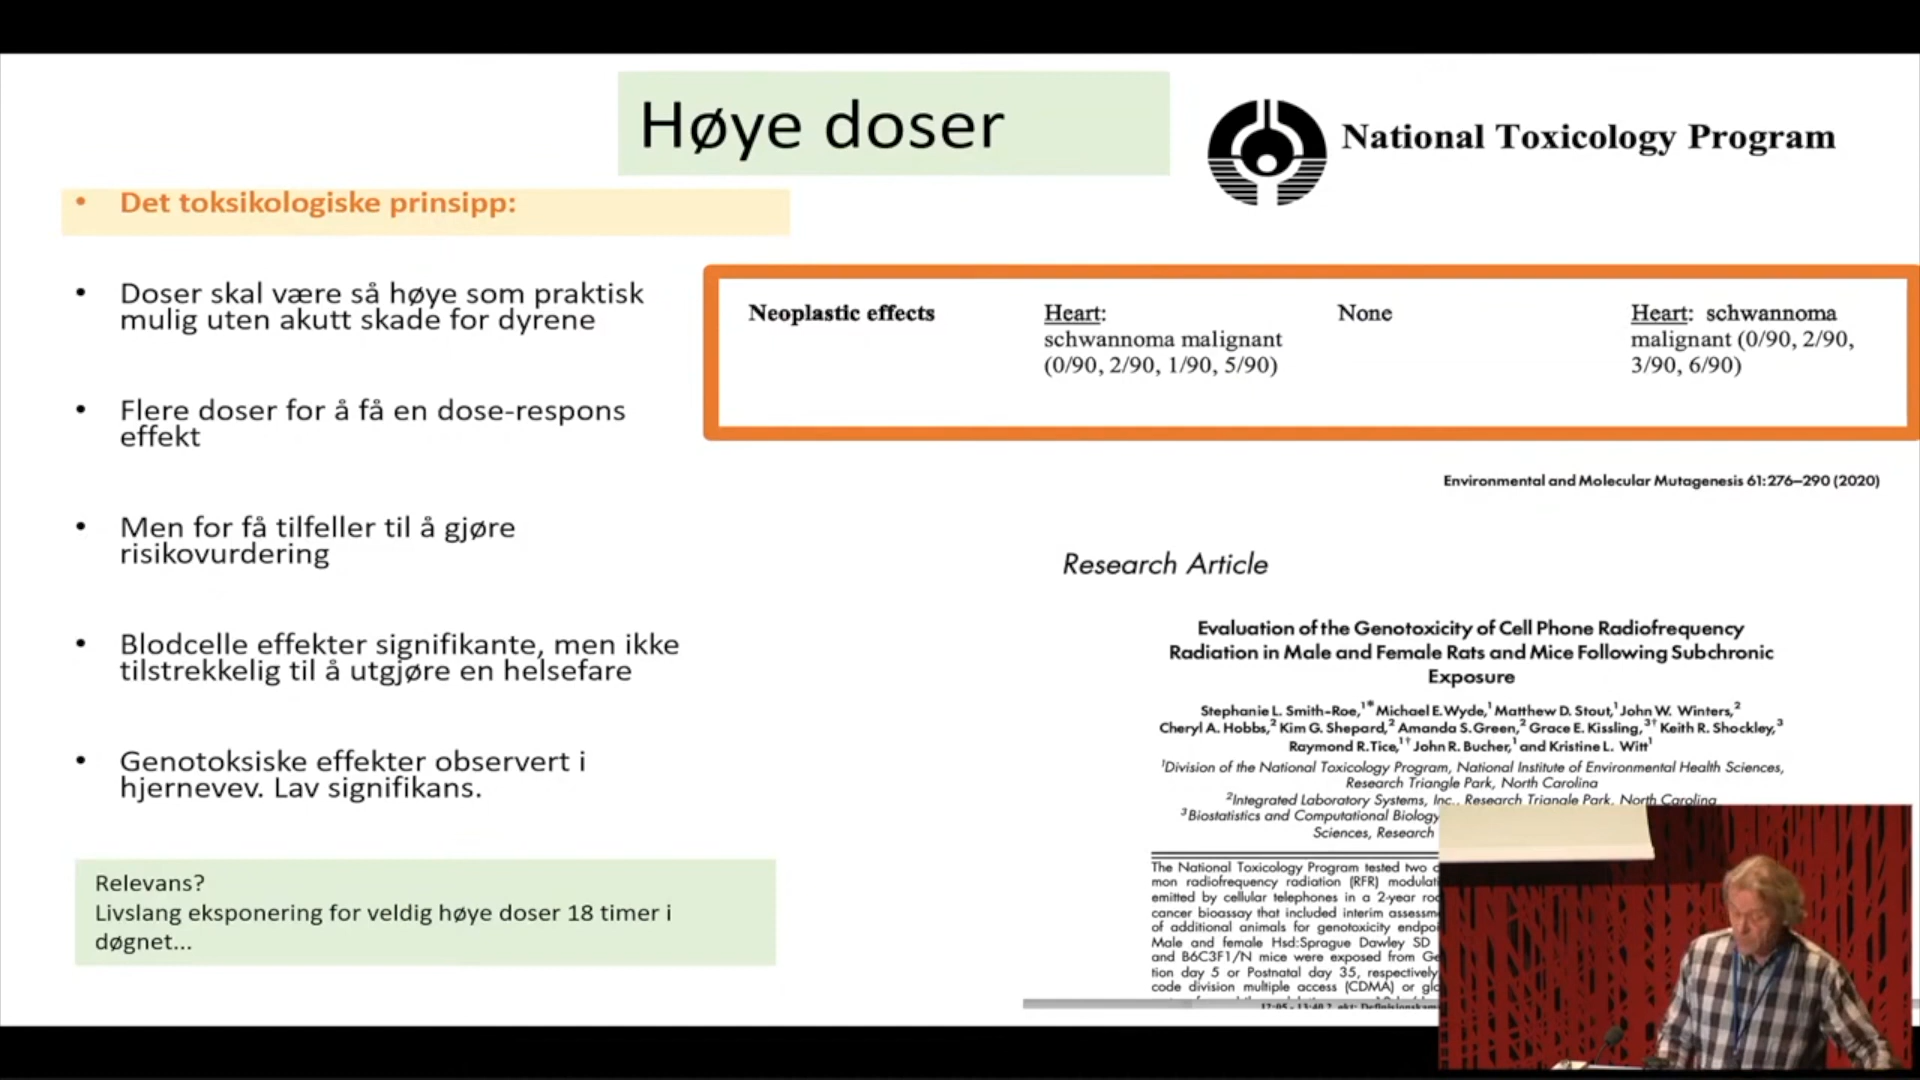 Høye doser
National Toxicology Program
• Det toksikologiske prinsipp:
• Doser skal være så høye som praktisk
mulig uten akutt skade for dyrene
• Flere doser for å få en dose-respons
effekt
• Men for få tilfeller til å gjøre
risikovurdering
• Blodcelle effekter signifikante, men ikke
tilstrekkelig til å utgjøre en helsefare
• Genotoksiske effekter observert i
hjernevev. Lav signifikans.
Relevans?
Livslang eksponering for veldig høye doser 18 timer i
døgnet...
Neoplastic effects
Heart:
schwannoma malignant
(0/90, 2/90, 1/90, 5/90)
None
Heart: schwannoma
malignant (0/90, 2/90,
3/90, 6/90)
Environmental and Molecular Mutagenesis 61:276–290 (2020)
Research Article
Evaluation of the Genotoxicity of Cell Phone Radiofrequency
Radiation in Male and Female Rats and Mice Following Subchronic
Exposure
Stephanie L. Smith-Roe,¹* Michael E. Wyde,¹ Matthew D. Stout,¹ John W. Winters,²
Cheryl A. Hobbs,² Kim G. Shepard,² Amanda S. Green,² Grace E. Kissling,³† Keith R. Shockley,³
Raymond R. Tice,¹† John R. Bucher,¹ and Kristine L. Witt¹
¹Division of the National Toxicology Program, National Institute of Environmental Health Sciences,
Research Triangle Park, North Carolina
²Integrated Laboratory Systems, Inc., Research Triangle Park, North Carolina
³Biostatistics and Computational Biology
Sciences, Research
The National Toxicology Program tested two
mon radiofrequency radiation (RFR) modulati
emitted by cellular telephones in a 2-year ro
cancer bioassay that included interim assessm
of additional animals for genotoxicity endpoi
Male and female Hsd:Sprague Dawley SD
and B6C3F1/N mice were exposed from Ge
tion day 5 or Postnatal day 35, respectively
code division multiple access (CDMA) or glo